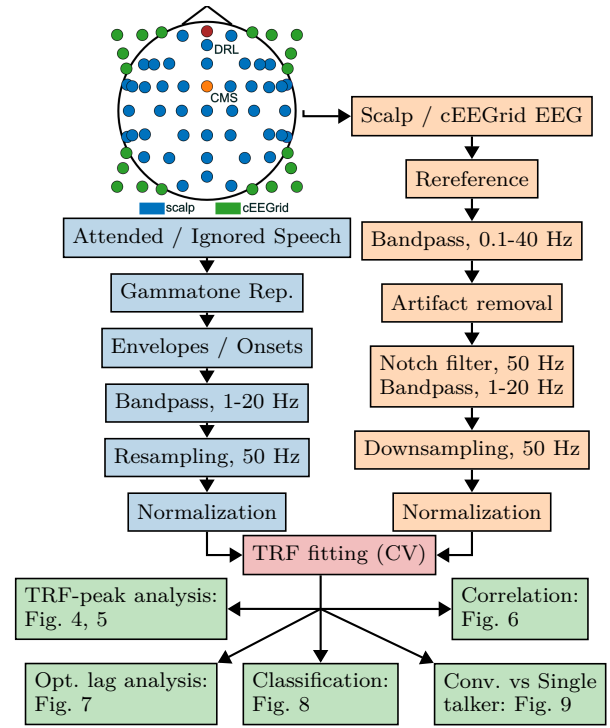 DRL
CMS
scalp
cEEGrid
Scalp / cEEGrid EEG
Rereference
Bandpass, 0.1-40 Hz
Artifact removal
Notch filter, 50 Hz
Bandpass, 1-20 Hz
Downsampling, 50 Hz
Normalization
Attended / Ignored Speech
Gammatone Rep.
Envelopes / Onsets
Bandpass, 1-20 Hz
Resampling, 50 Hz
Normalization
TRF fitting (CV)
TRF-peak analysis:
Fig. 4, 5
Correlation:
Fig. 6
Opt. lag analysis:
Fig. 7
Classification:
Fig. 8
Conv. vs Single
talker: Fig. 9